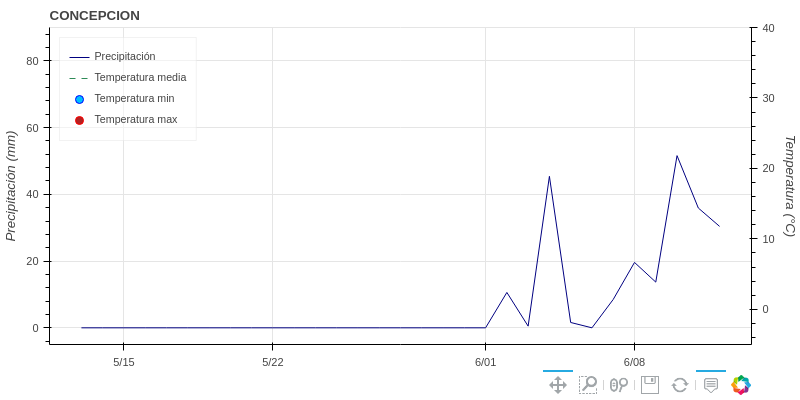 CONCEPCION
Precipitación
Temperatura media
Temperatura min
Temperatura max
Precipitación (mm)
80
60
40
20
0
Temperatura (°C)
40
30
20
10
0
5/15
5/22
6/01
6/08